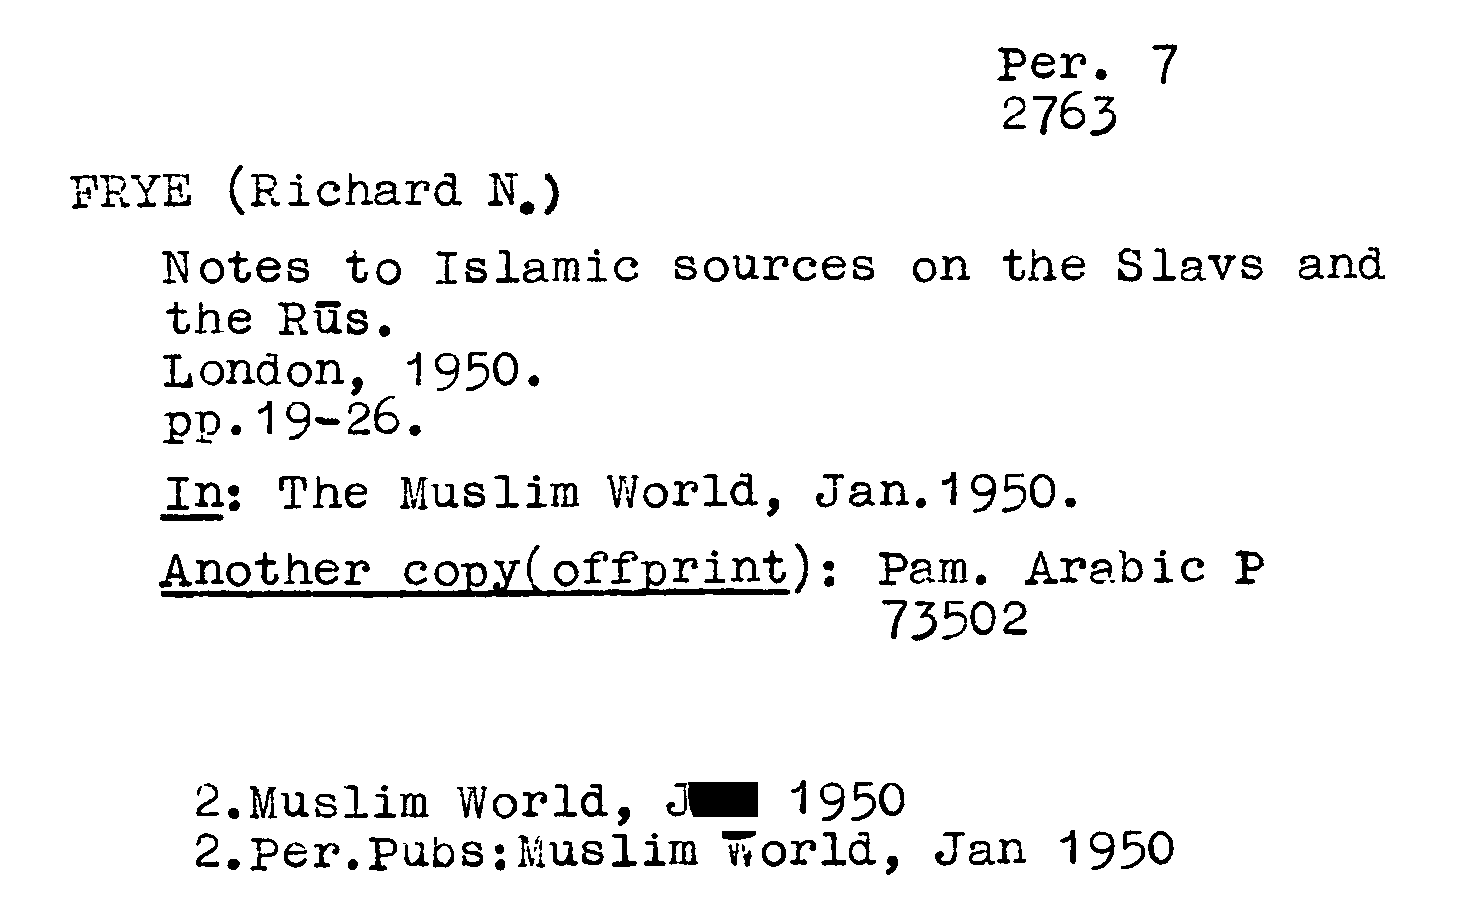 Per. 7
2763
FRYE (Richard N.)
Notes to Islamic sources on the Slavs and
the Rūs.
London, 1950.
pp.19-26.
In: The Muslim World, Jan.1950.
Another copy(offprint): Pam. Arabic P
73502
2.Muslim World, 1950
2.Per.Pubs:Muslim World, Jan 1950